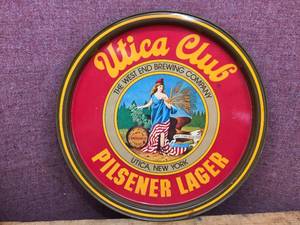 Utica Club
THE WEST END BREWING COMPANY
UTICA, NEW YORK
PILSENER LAGER